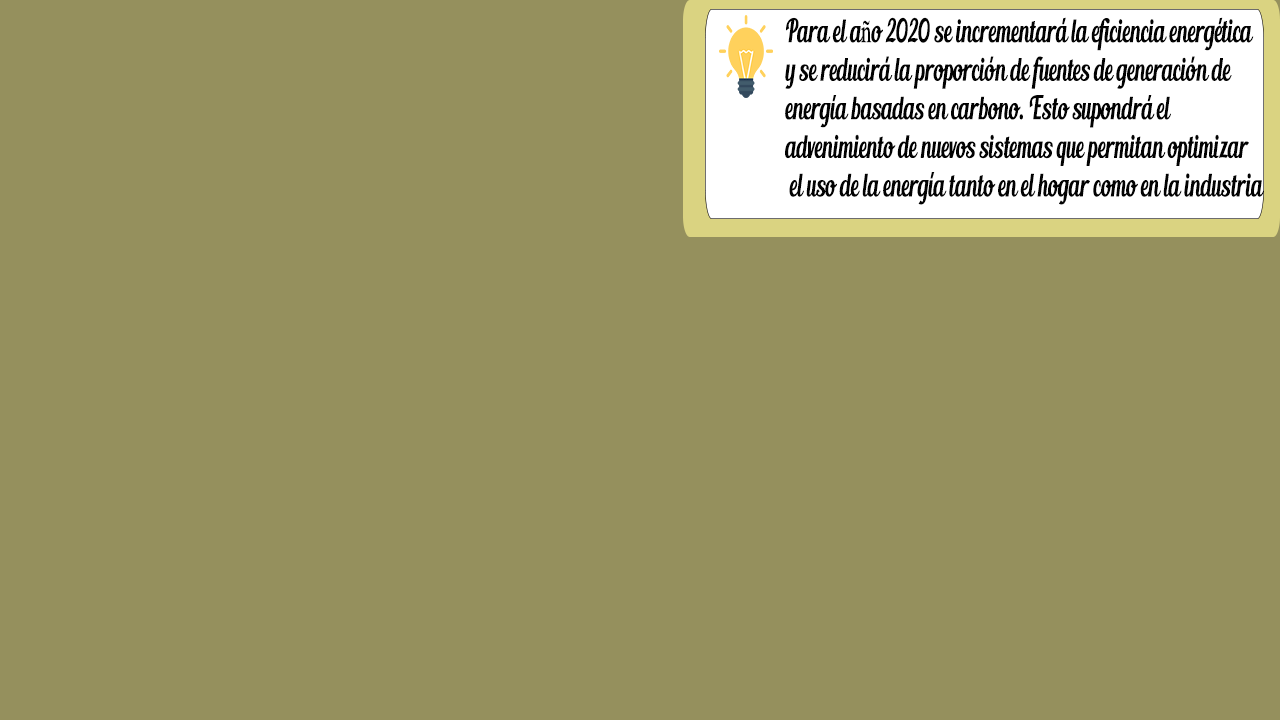 Para el año 2020 se incrementará la eficiencia energética
y se reducirá la proporción de fuentes de generación de
energía basadas en carbono. Esto supondrá el
advenimiento de nuevos sistemas que permitan optimizar
el uso de la energía tanto en el hogar como en la industria